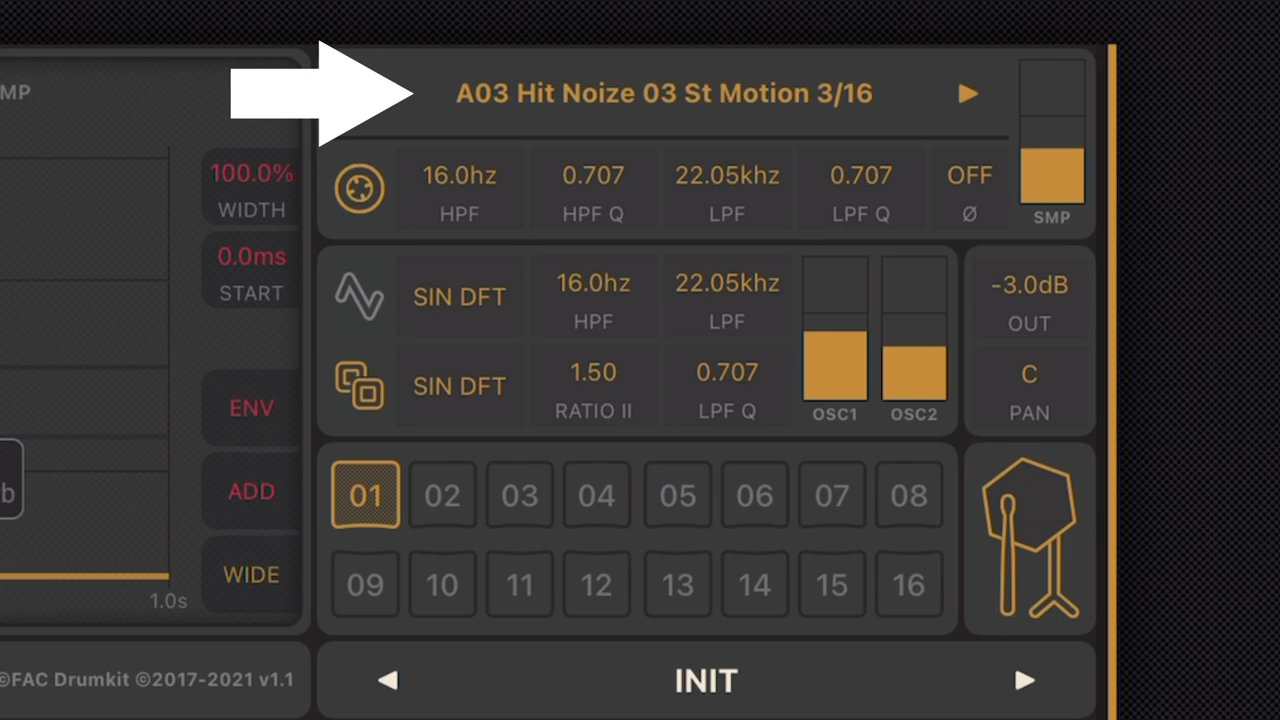 MP
A03 Hit Noize 03 St Motion 3/16
100.0%
WIDTH
0.0ms
START
ENV
ADD
WIDE
1.0s
b
16.0hz 0.707 22.05khz 0.707 OFF
HPF HPF Q LPF LPF Q Ø
SMP
SIN DFT 16.0hz 22.05khz
HPF LPF
SIN DFT 1.50 0.707
RATIO II LPF Q
OSC1 OSC2
-3.0dB
OUT
C
PAN
01 02 03 04 05 06 07 08
09 10 11 12 13 14 15 16
©FAC Drumkit ©2017-2021 v1.1
INIT